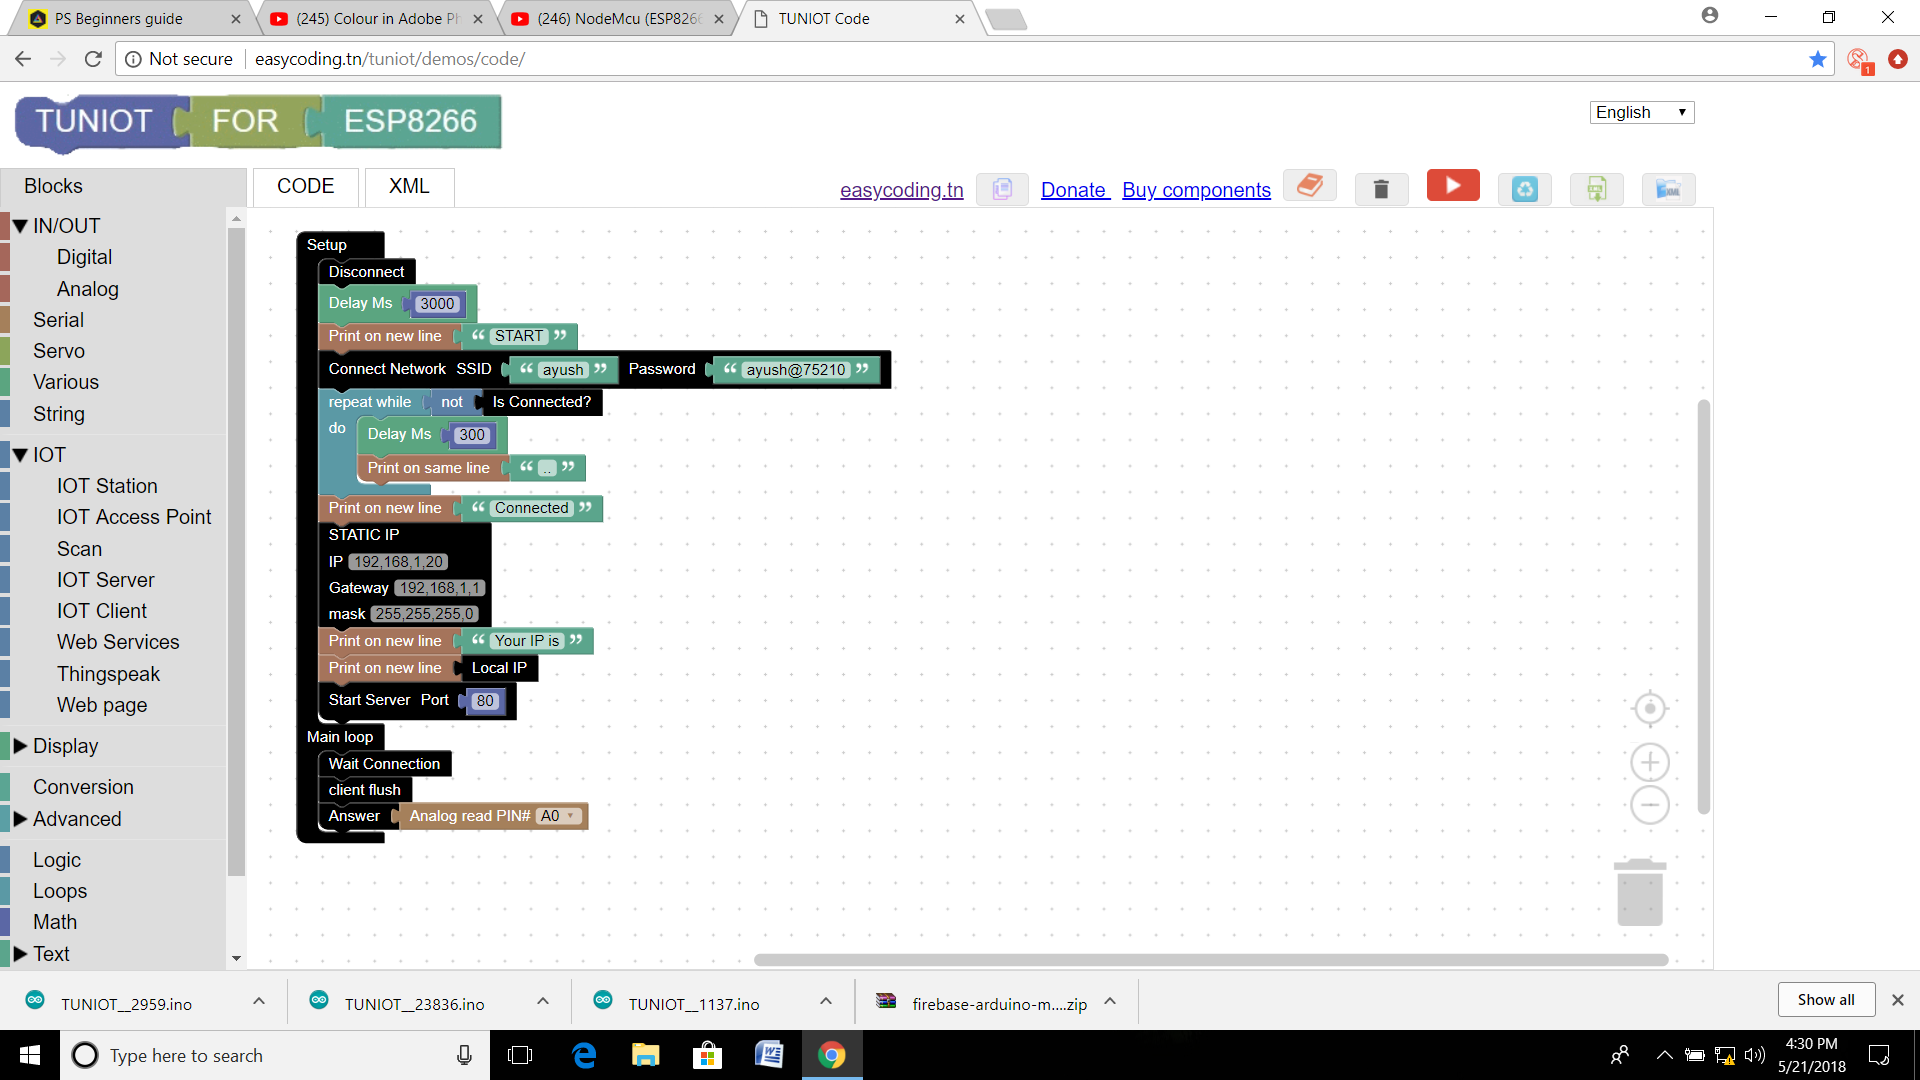 PS Beginners guide
(245) Colour in Adobe Ph
(246) NodeMcu (ESP826
TUNIOT Code
Not secure
easycoding.tn/tuniot/demos/code/
1
TUNIOT FOR ESP8266
English
Blocks
CODE
XML
easycoding.tn
Donate
Buy components
IN/OUT
Digital
Analog
Serial
Servo
Various
String
IOT
IOT Station
IOT Access Point
Scan
IOT Server
IOT Client
Web Services
Thingspeak
Web page
Display
Conversion
Advanced
Logic
Loops
Math
Text
Setup
Disconnect
Delay Ms 3000
Print on new line “ START ”
Connect Network SSID “ ayush ” Password “ ayush@75210 ”
repeat while not Is Connected?
do Delay Ms 300
Print on same line “ .. ”
Print on new line “ Connected ”
STATIC IP
IP 192,168,1,20
Gateway 192,168,1,1
mask 255,255,255,0
Print on new line “ Your IP is ”
Print on new line Local IP
Start Server Port 80
Main loop
Wait Connection
client flush
Answer Analog read PIN# A0
TUNIOT__2959.ino
TUNIOT__23836.ino
TUNIOT__1137.ino
firebase-arduino-m....zip
Show all
Type here to search
4:30 PM
5/21/2018